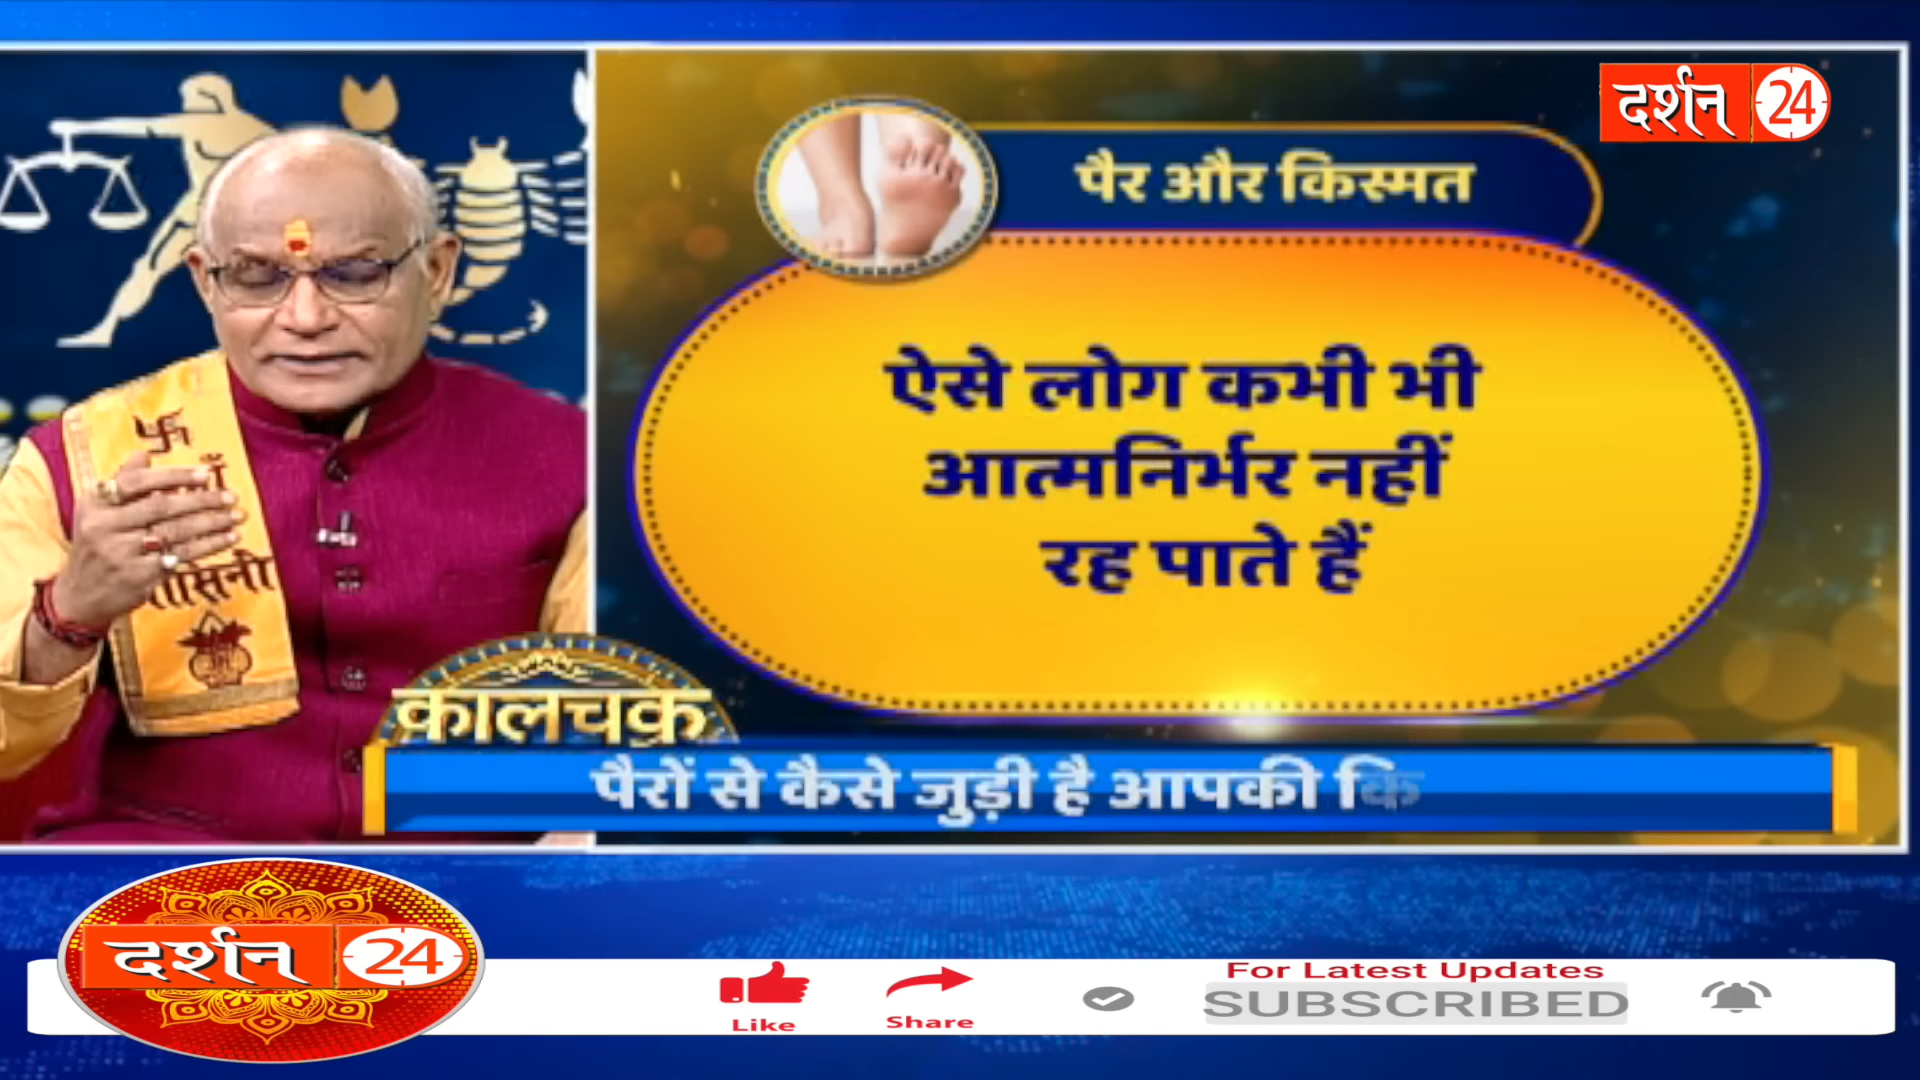 दर्शन 24
पैर और किस्मत
ऐसे लोग कभी भी
आत्मनिर्भर नहीं
रह पाते हैं
कालचक्र
पैरों से कैसे जुड़ी है आपकी कि
दर्शन 24
Like
Share
For Latest Updates
SUBSCRIBED